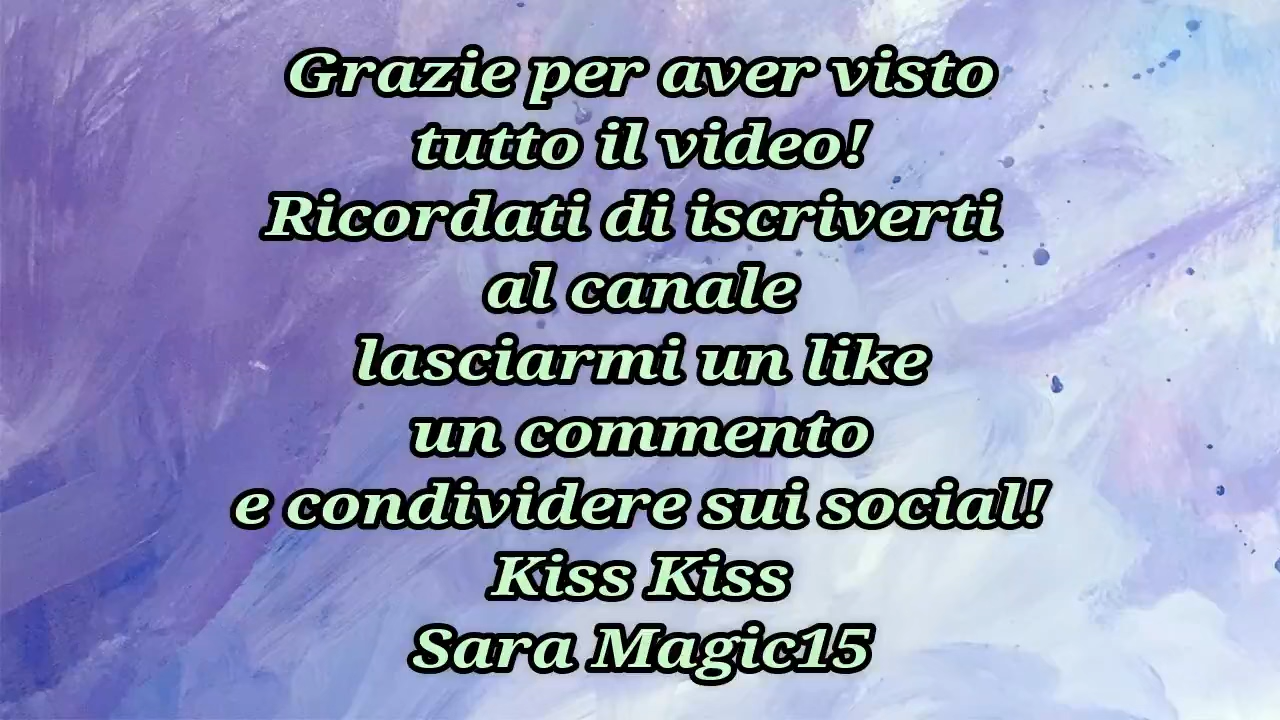 Grazie per aver visto
tutto il video!
Ricordati di iscriverti
al canale
lasciarmi un like
un commento
e condividere sui social!
Kiss Kiss
Sara Magic15